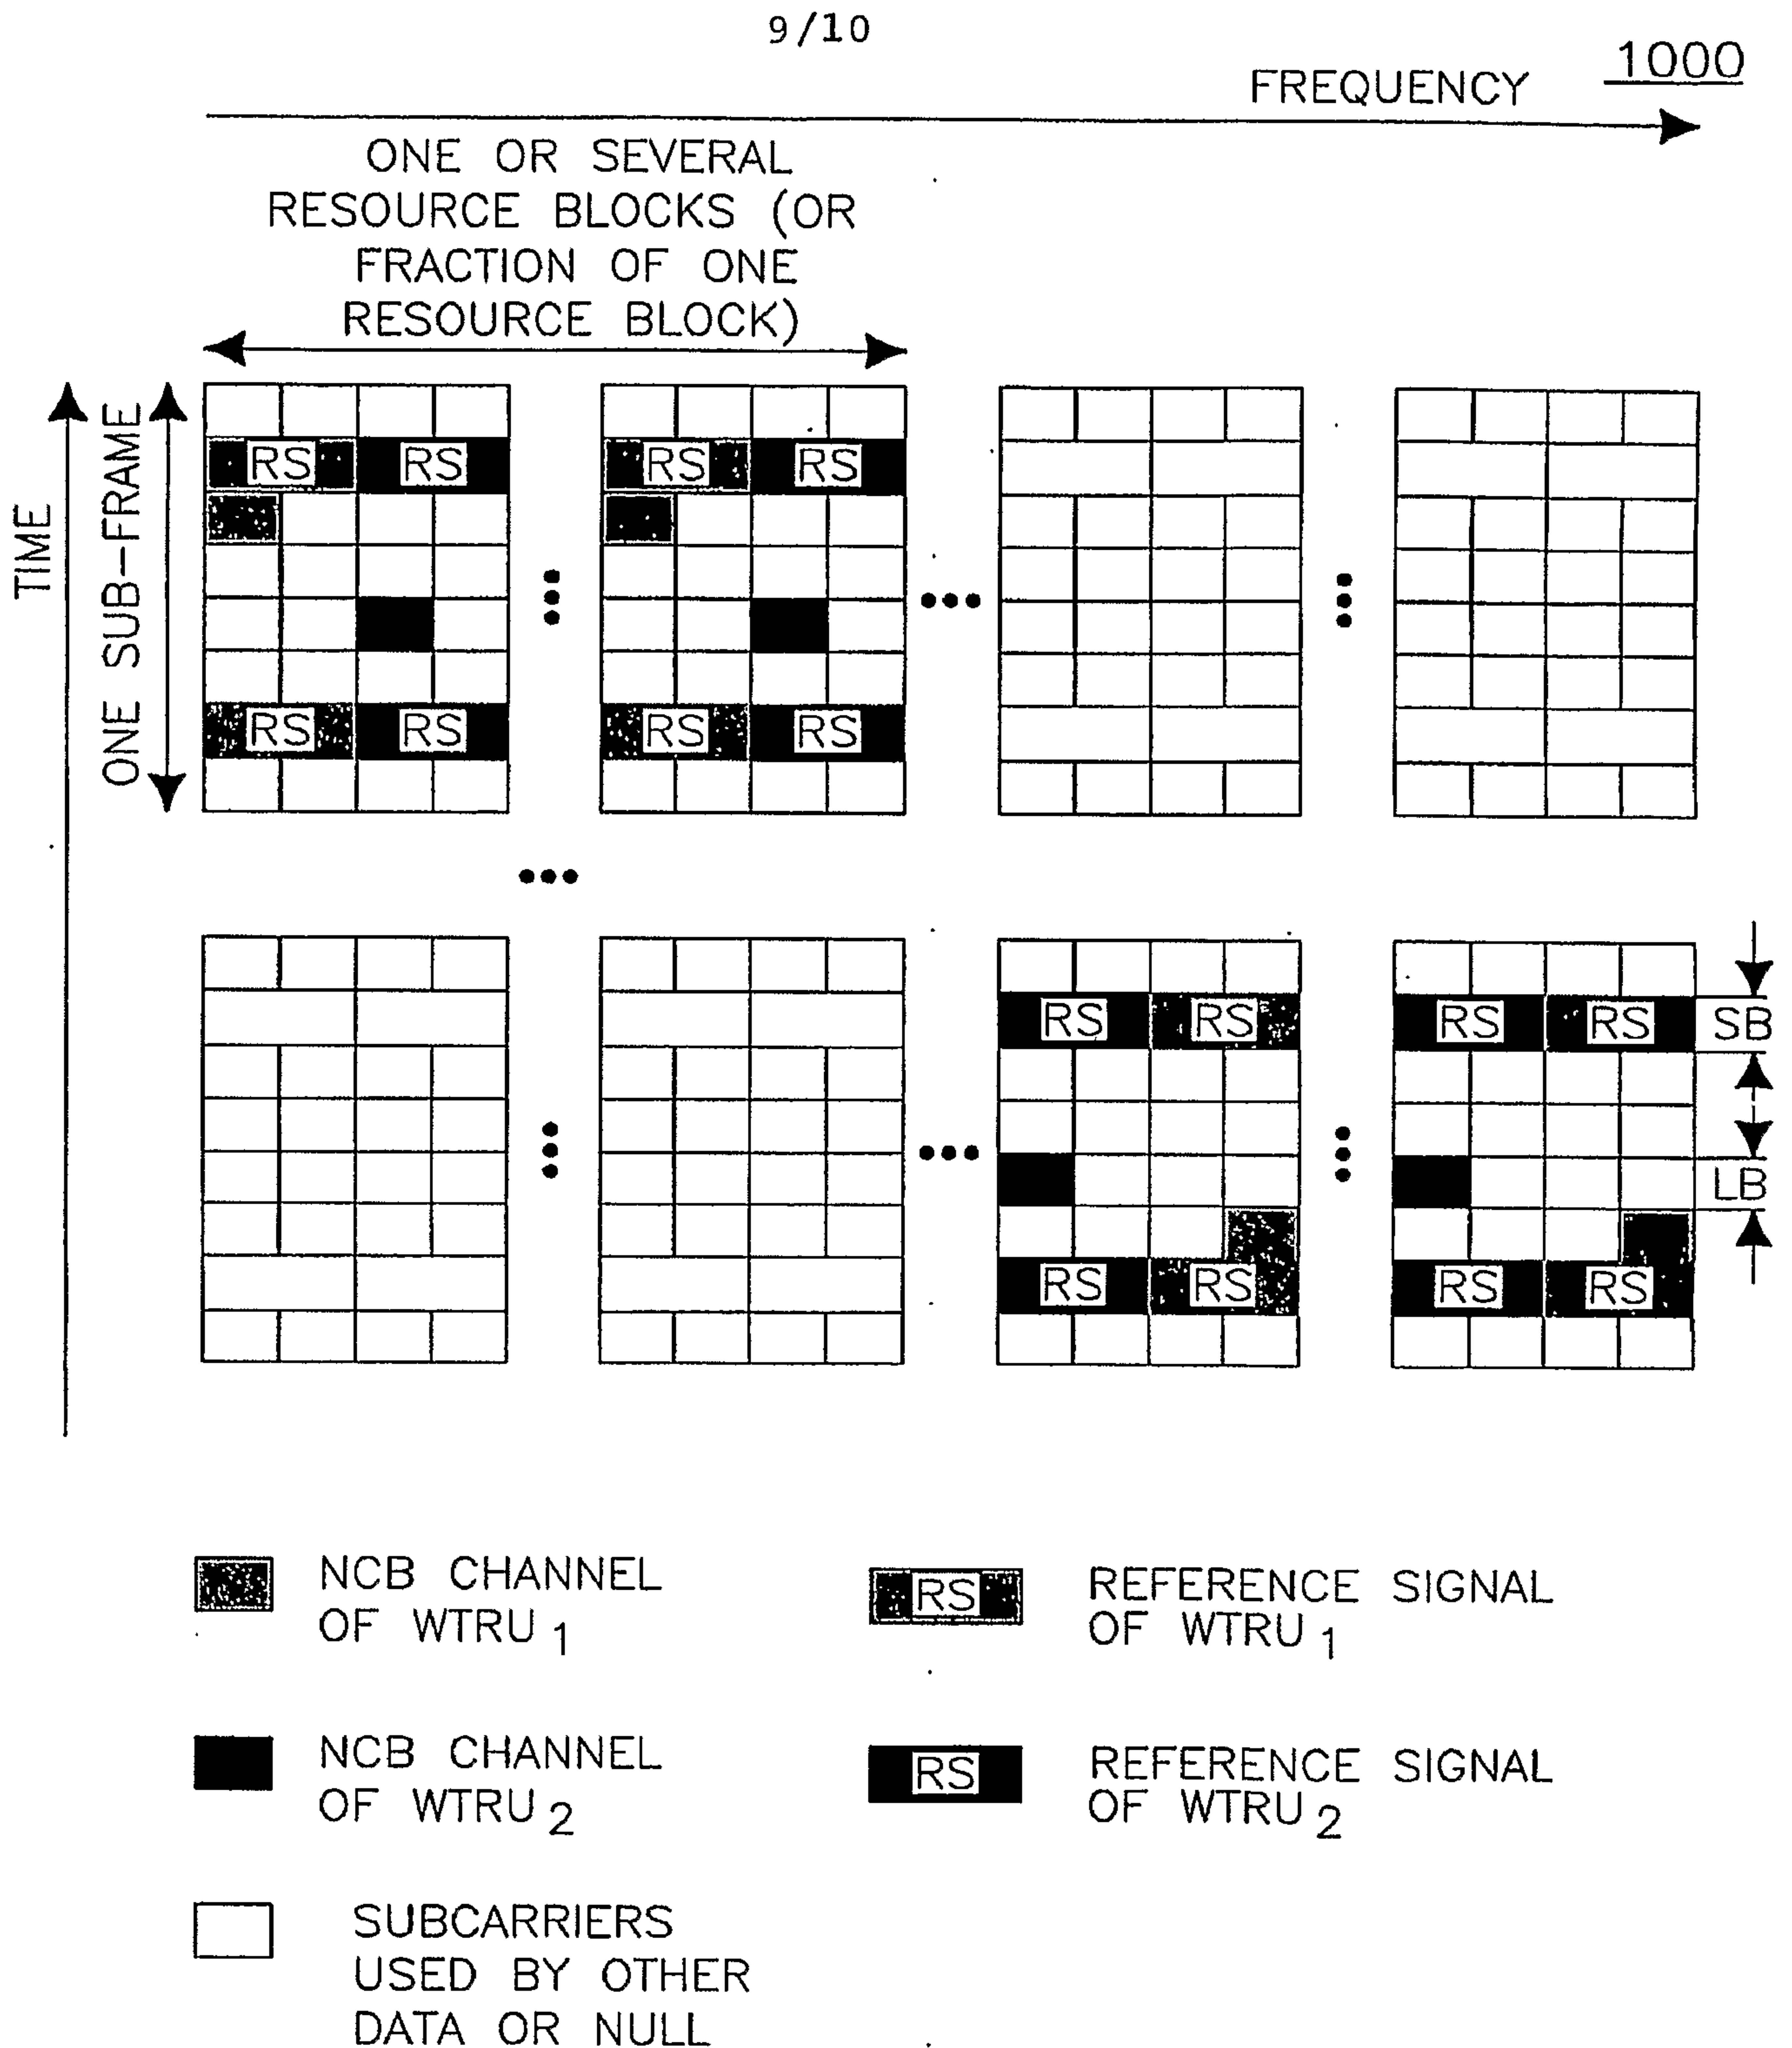 9/10
1000
FREQUENCY
ONE OR SEVERAL
RESOURCE BLOCKS (OR
FRACTION OF ONE
RESOURCE BLOCK)
TIME
ONE SUB-FRAME
RS RS RS RS
RS RS RS RS
RS RS RS RS SB
LB
RS RS RS RS
NCB CHANNEL
OF WTRU 1
RS
REFERENCE SIGNAL
OF WTRU 1
NCB CHANNEL
OF WTRU 2
RS
REFERENCE SIGNAL
OF WTRU 2
SUBCARRIERS
USED BY OTHER
DATA OR NULL